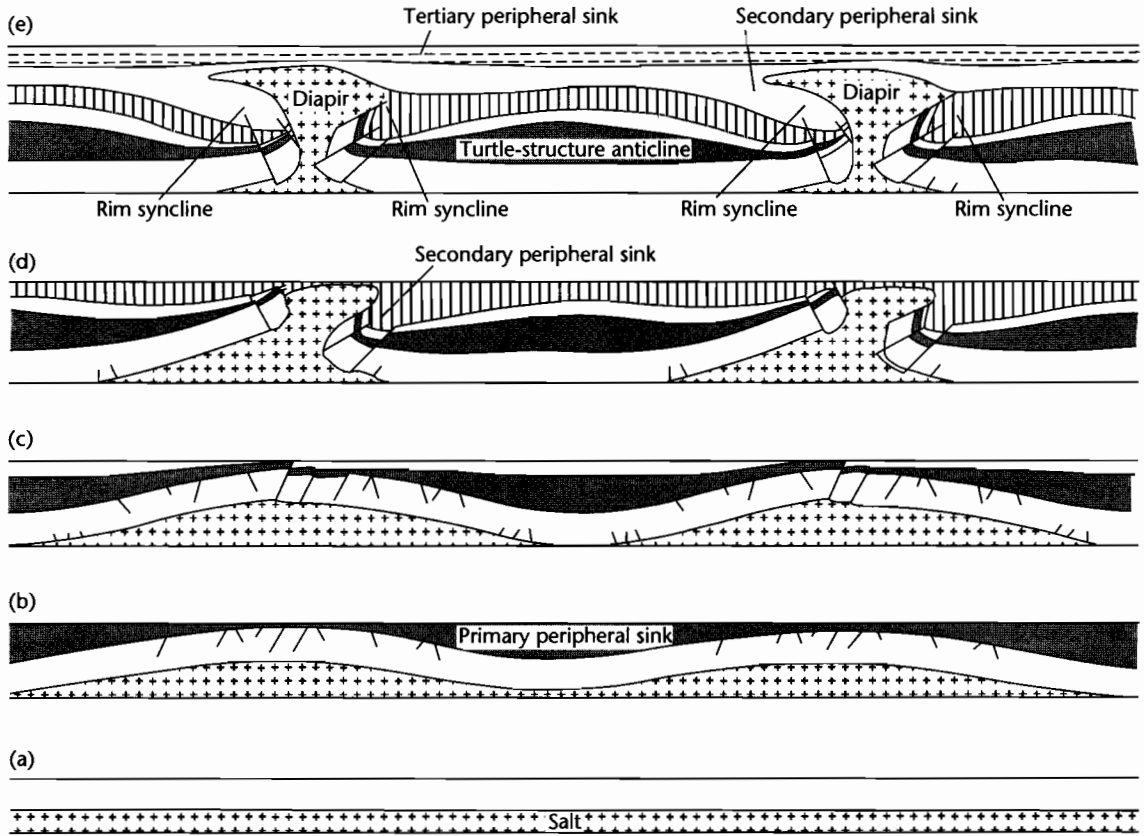 (e)
Tertiary peripheral sink
Secondary peripheral sink
Diapir
Diapir
Turtle-structure anticline
Rim syncline
Rim syncline
Rim syncline
Rim syncline
(d)
Secondary peripheral sink
(c)
(b)
Primary peripheral sink
(a)
Salt